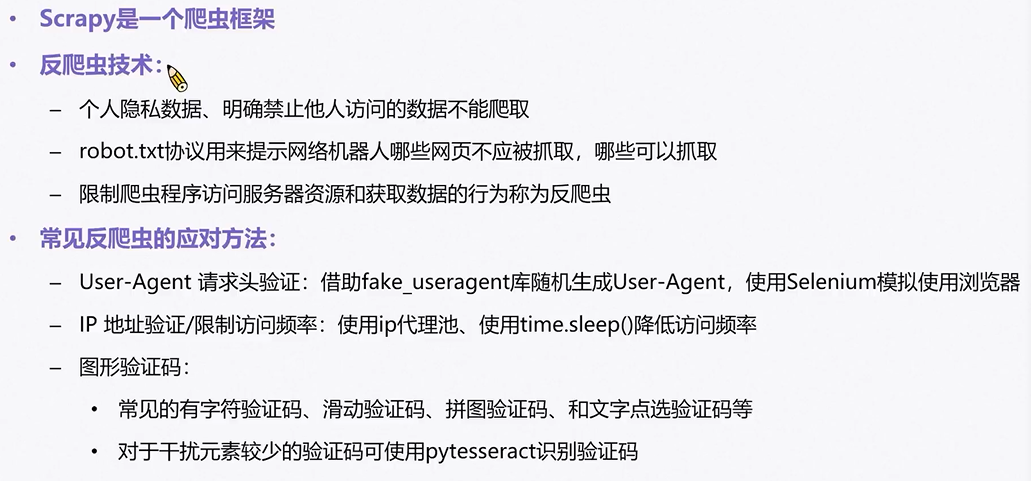 • Scrapy是一个爬虫框架
• 反爬虫技术：
– 个人隐私数据、明确禁止他人访问的数据不能爬取
– robot.txt协议用来提示网络机器人哪些网页不应被抓取，哪些可以抓取
– 限制爬虫程序访问服务器资源和获取数据的行为称为反爬虫
• 常见反爬虫的应对方法：
– User-Agent 请求头验证：借助fake_useragent库随机生成User-Agent，使用Selenium模拟使用浏览器
– IP 地址验证/限制访问频率：使用ip代理池、使用time.sleep()降低访问频率
– 图形验证码：
• 常见的有字符验证码、滑动验证码、拼图验证码、和文字点选验证码等
• 对于干扰元素较少的验证码可使用pytesseract识别验证码